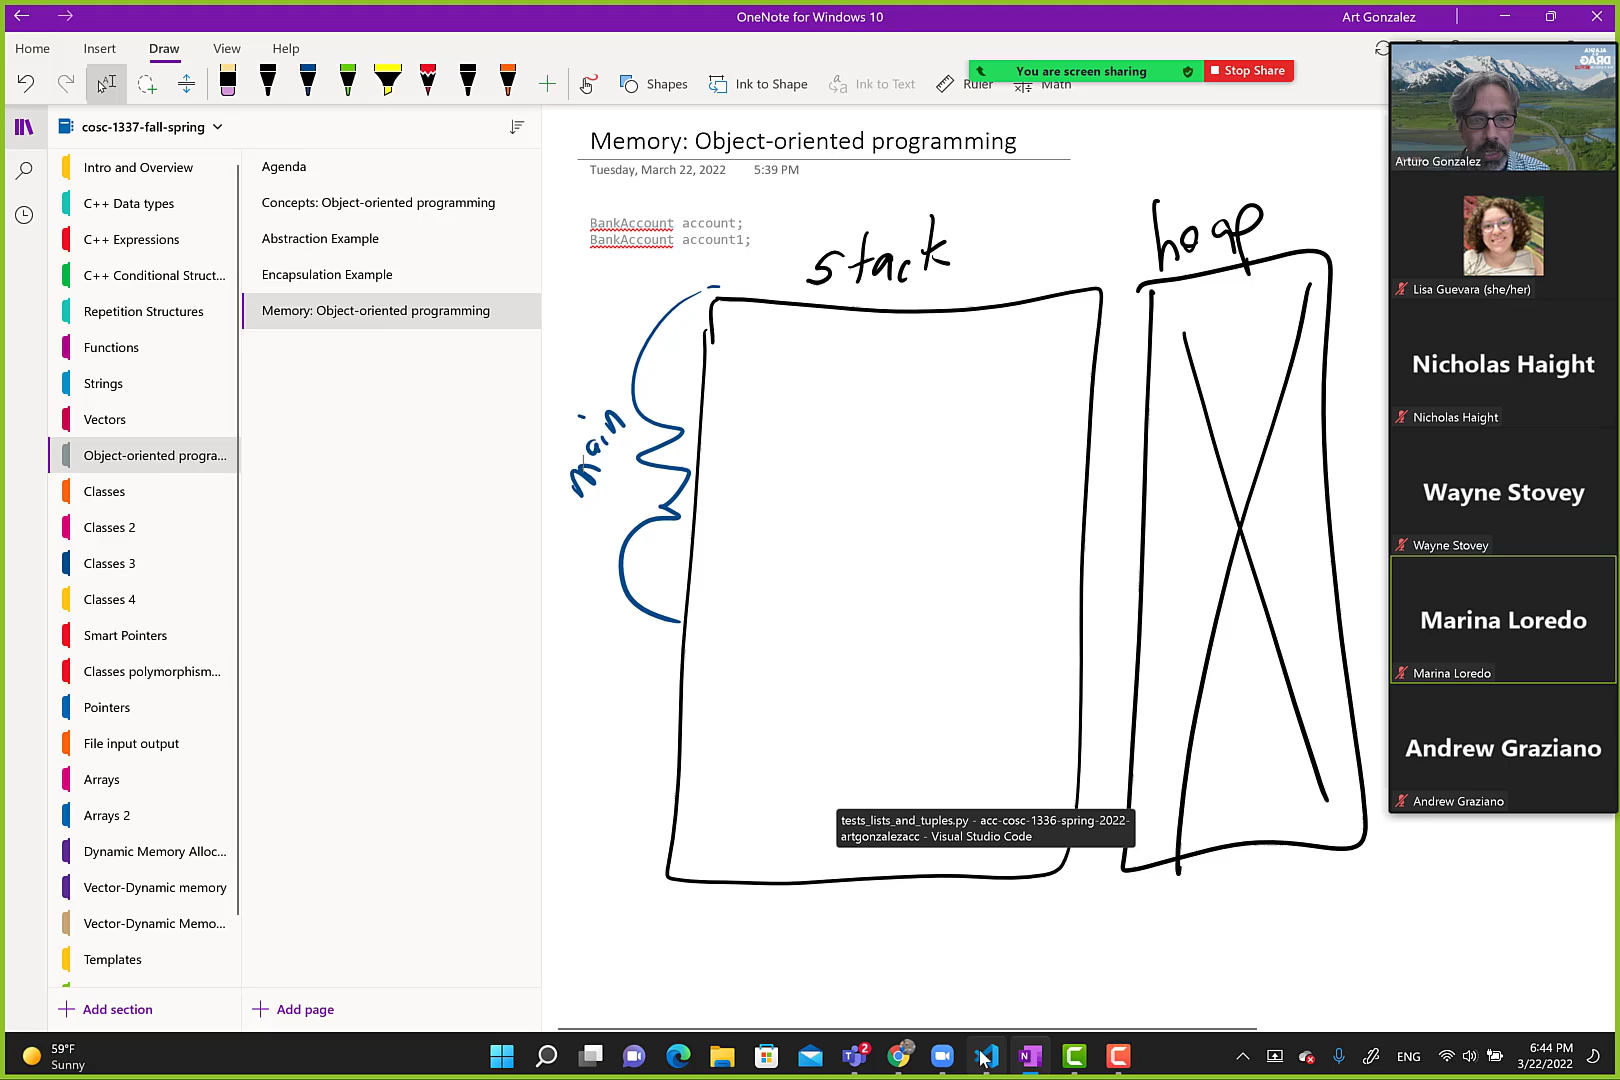 OneNote for Windows 10
Art Gonzalez
Home Insert Draw View Help
Shapes Ink to Shape Ink to Text Ruler Math
You are screen sharing Stop Share
cosc-1337-fall-spring
Intro and Overview
C++ Data types
C++ Expressions
C++ Conditional Struct...
Repetition Structures
Functions
Strings
Vectors
Object-oriented progra...
Classes
Classes 2
Classes 3
Classes 4
Smart Pointers
Classes polymorphism...
Pointers
File input output
Arrays
Arrays 2
Dynamic Memory Alloc...
Vector-Dynamic memory
Vector-Dynamic Memo...
Templates
Add section
Agenda
Concepts: Object-oriented programming
Abstraction Example
Encapsulation Example
Memory: Object-oriented programming
Add page
Memory: Object-oriented programming
Tuesday, March 22, 2022 5:39 PM
BankAccount account;
BankAccount account1;
stack
heap
main
tests_lists_and_tuples.py - acc-cosc-1336-spring-2022-
artgonzalezacc - Visual Studio Code
Arturo Gonzalez
Lisa Guevara (she/her)
Nicholas Haight
Nicholas Haight
Wayne Stovey
Wayne Stovey
Marina Loredo
Marina Loredo
Andrew Graziano
Andrew Graziano
59°F
Sunny
2
ENG
6:44 PM
3/22/2022